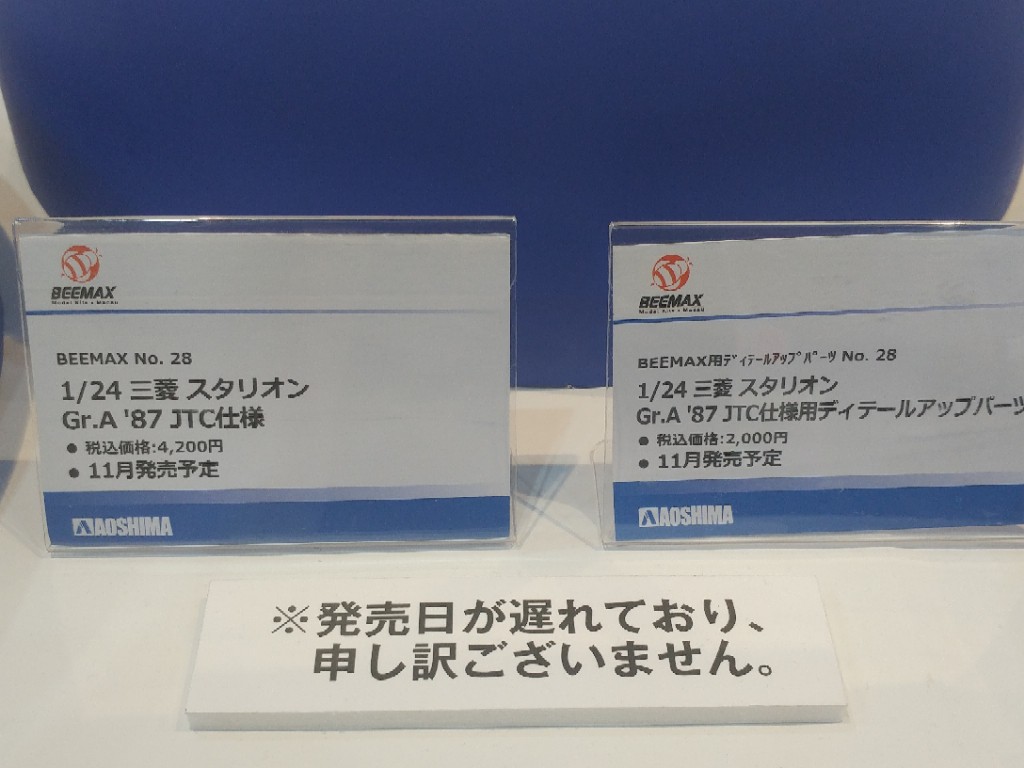 BEEMAX
BEEMAX No. 28
1/24 三菱 スタリオン
Gr.A '87 JTC仕様
● 税込価格:4,200円
● 11月発売予定
AOSHIMA
BEEMAX
BEEMAX用ﾃﾞｨﾃｰﾙｱｯﾌﾟﾊﾟｰﾂ No. 28
1/24 三菱 スタリオン
Gr.A '87 JTC仕様用ディテールアップパーツ
● 税込価格:2,000円
● 11月発売予定
AOSHIMA
※発売日が遅れており、
申し訳ございません。